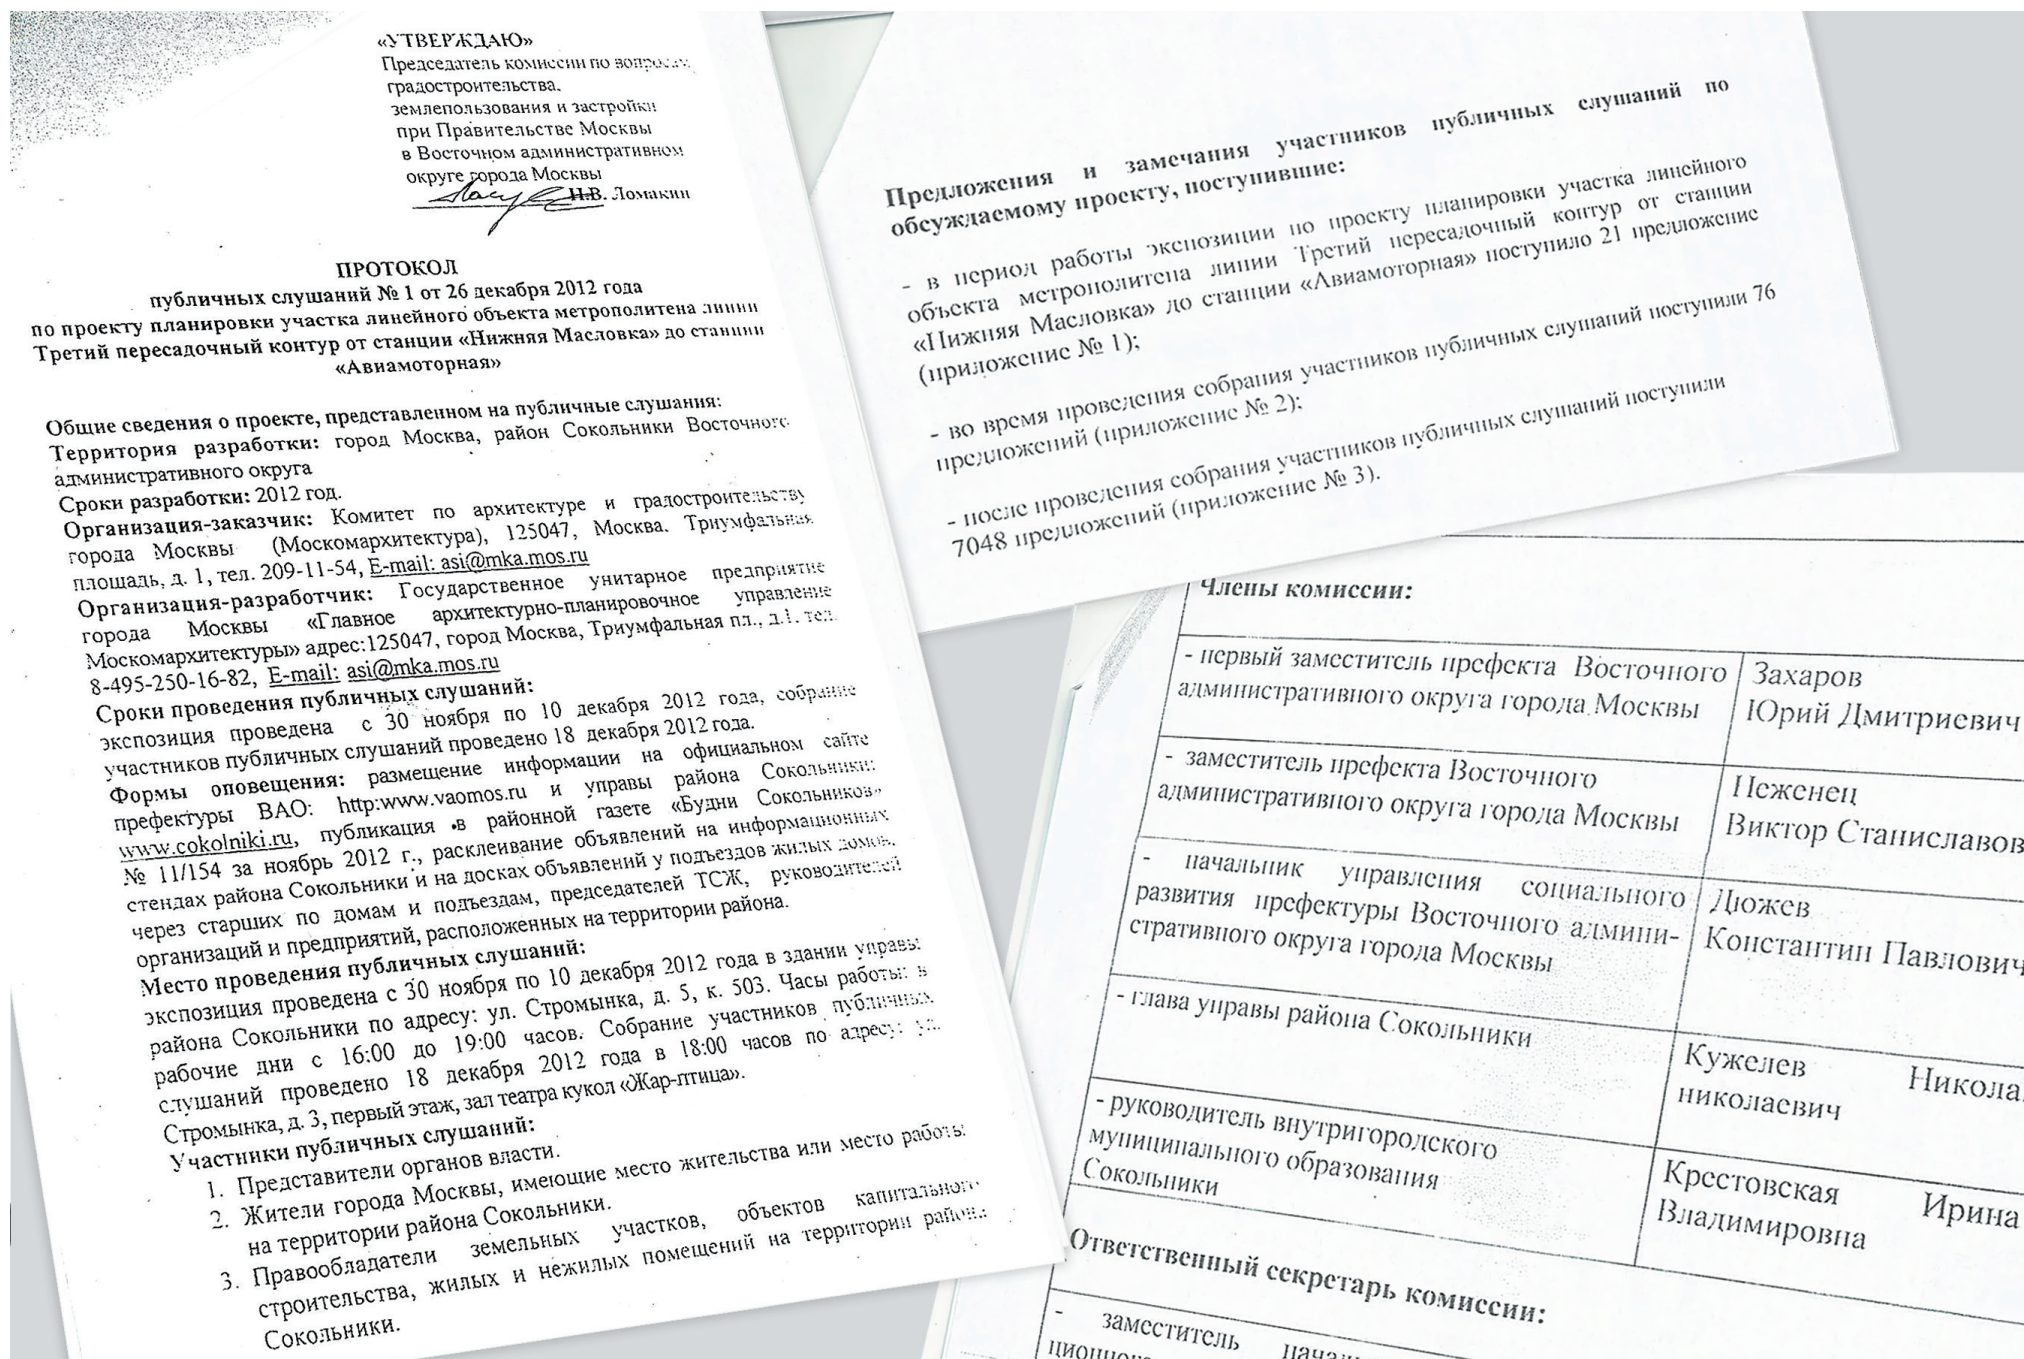 «УТВЕРЖДАЮ»
Председатель комиссии по вопросам
градостроительства,
землепользования и застройки
при Правительстве Москвы
в Восточном административном
округе города Москвы
Н.В. Ломакин
ПРОТОКОЛ
публичных слушаний № 1 от 26 декабря 2012 года
по проекту планировки участка линейного объекта метрополитена линии
Третий пересадочный контур от станции «Нижняя Масловка» до станции
«Авиамоторная»
Общие сведения о проекте, представленном на публичные слушания:
Территория разработки: город Москва, район Сокольники Восточного
административного округа
Сроки разработки: 2012 год.
Организация-заказчик: Комитет по архитектуре и градостроительству
города Москвы (Москомархитектура), 125047, Москва. Триумфальная
площадь, д. 1, тел. 209-11-54, E-mail: asi@mka.mos.ru
Организация-разработчик: Государственное унитарное предприятие
города Москвы «Главное архитектурно-планировочное управление
Москомархитектуры» адрес:125047, город Москва, Триумфальная пл., д.1. тел.
8-495-250-16-82, E-mail: asi@mka.mos.ru
Сроки проведения публичных слушаний:
экспозиция проведена с 30 ноября по 10 декабря 2012 года, собрание
участников публичных слушаний проведено 18 декабря 2012 года.
Формы оповещения: размещение информации на официальном сайте
префектуры ВАО: http:www.vaomos.ru и управы района Сокольники:
www.cokolniki.ru, публикация в районной газете «Будни Сокольников»
№ 11/154 за ноябрь 2012 г., расклеивание объявлений на информационных
стендах района Сокольники и на досках объявлений у подъездов жилых домов,
через старших по домам и подъездам, председателей ТСЖ, руководителей
организаций и предприятий, расположенных на территории района.
Место проведения публичных слушаний:
экспозиция проведена с 30 ноября по 10 декабря 2012 года в здании управы
района Сокольники по адресу: ул. Стромынка, д. 5, к. 503. Часы работы: в
рабочие дни с 16:00 до 19:00 часов. Собрание участников публичных
слушаний проведено 18 декабря 2012 года в 18:00 часов по адресу: ул.
Стромынка, д. 3, первый этаж, зал театра кукол «Жар-птица».
Участники публичных слушаний:
1. Представители органов власти.
2. Жители города Москвы, имеющие место жительства или место работы
на территории района Сокольники.
3. Правообладатели земельных участков, объектов капитального
строительства, жилых и нежилых помещений на территории района
Сокольники.
Предложения и замечания участников публичных слушаний по
обсуждаемому проекту, поступившие:
- в период работы экспозиции по проекту планировки участка линейного
объекта метрополитена линии Третий пересадочный контур от станции
«Нижняя Масловка» до станции «Авиамоторная» поступило 21 предложение
(приложение № 1);
- во время проведения собрания участников публичных слушаний поступили 76
предложений (приложение № 2);
- после проведения собрания участников публичных слушаний поступили
7048 предложений (приложение № 3).
Члены комиссии:
- первый заместитель префекта Восточного
административного округа города Москвы
Захаров
Юрий Дмитриевич
- заместитель префекта Восточного
административного округа города Москвы
Неженец
Виктор Станиславов
- начальник управления социального
развития префектуры Восточного админи-
стративного округа города Москвы
Дюжев
Константин Павлович
- глава управы района Сокольники
Кужелев Никола
николаевич
- руководитель внутригородского
муниципального образования
Сокольники
Крестовская Ирина
Владимировна
Ответственный секретарь комиссии:
- заместитель